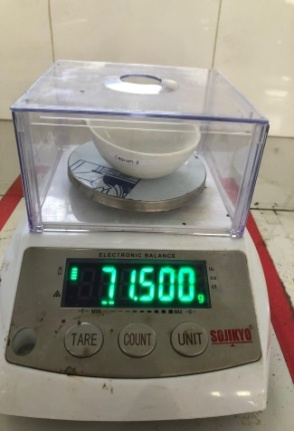 ELECTRONIC BALANCE
71.500 g
TARE COUNT UNIT SOJIKYO